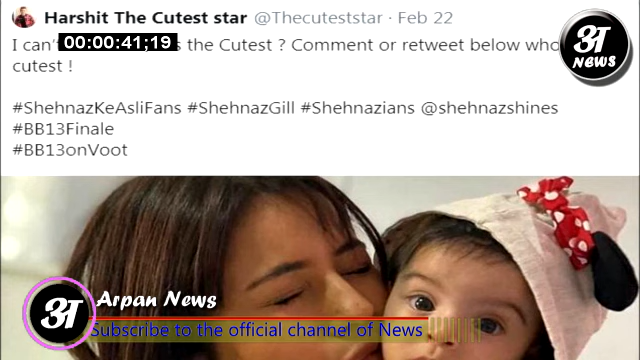 Harshit The Cutest star @Thecuteststar · Feb 22
I can' 00:00:41;19 s the Cutest ? Comment or retweet below who
cutest !
#ShehnazKeAsliFans #ShehnazGill #Shehnazians @shehnazshines
#BB13Finale
#BB13onVoot
3T
NEWS
3T
Arpan News
Subscribe to the official channel of News